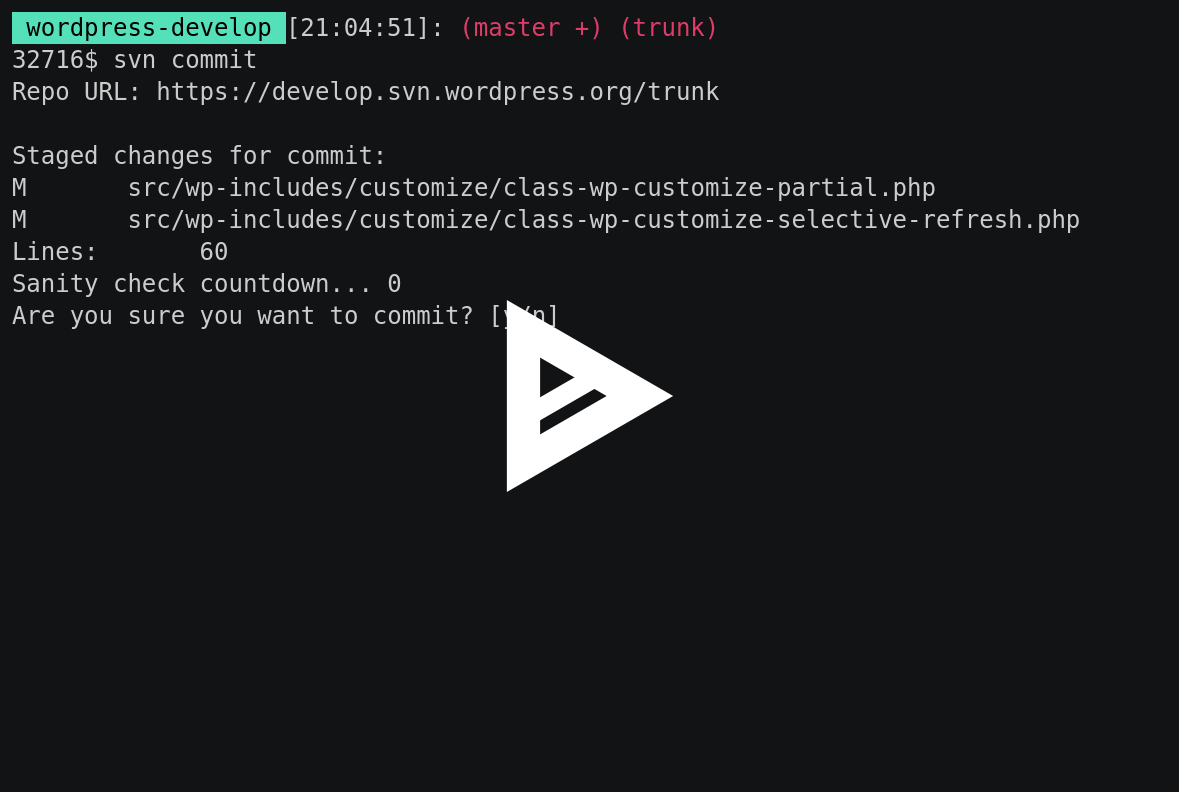 wordpress-develop [21:04:51]: (master +) (trunk)
32716$ svn commit
Repo URL: https://develop.svn.wordpress.org/trunk
Staged changes for commit:
M       src/wp-includes/customize/class-wp-customize-partial.php
M       src/wp-includes/customize/class-wp-customize-selective-refresh.php
Lines:       60
Sanity check countdown... 0
Are you sure you want to commit? [y/n]